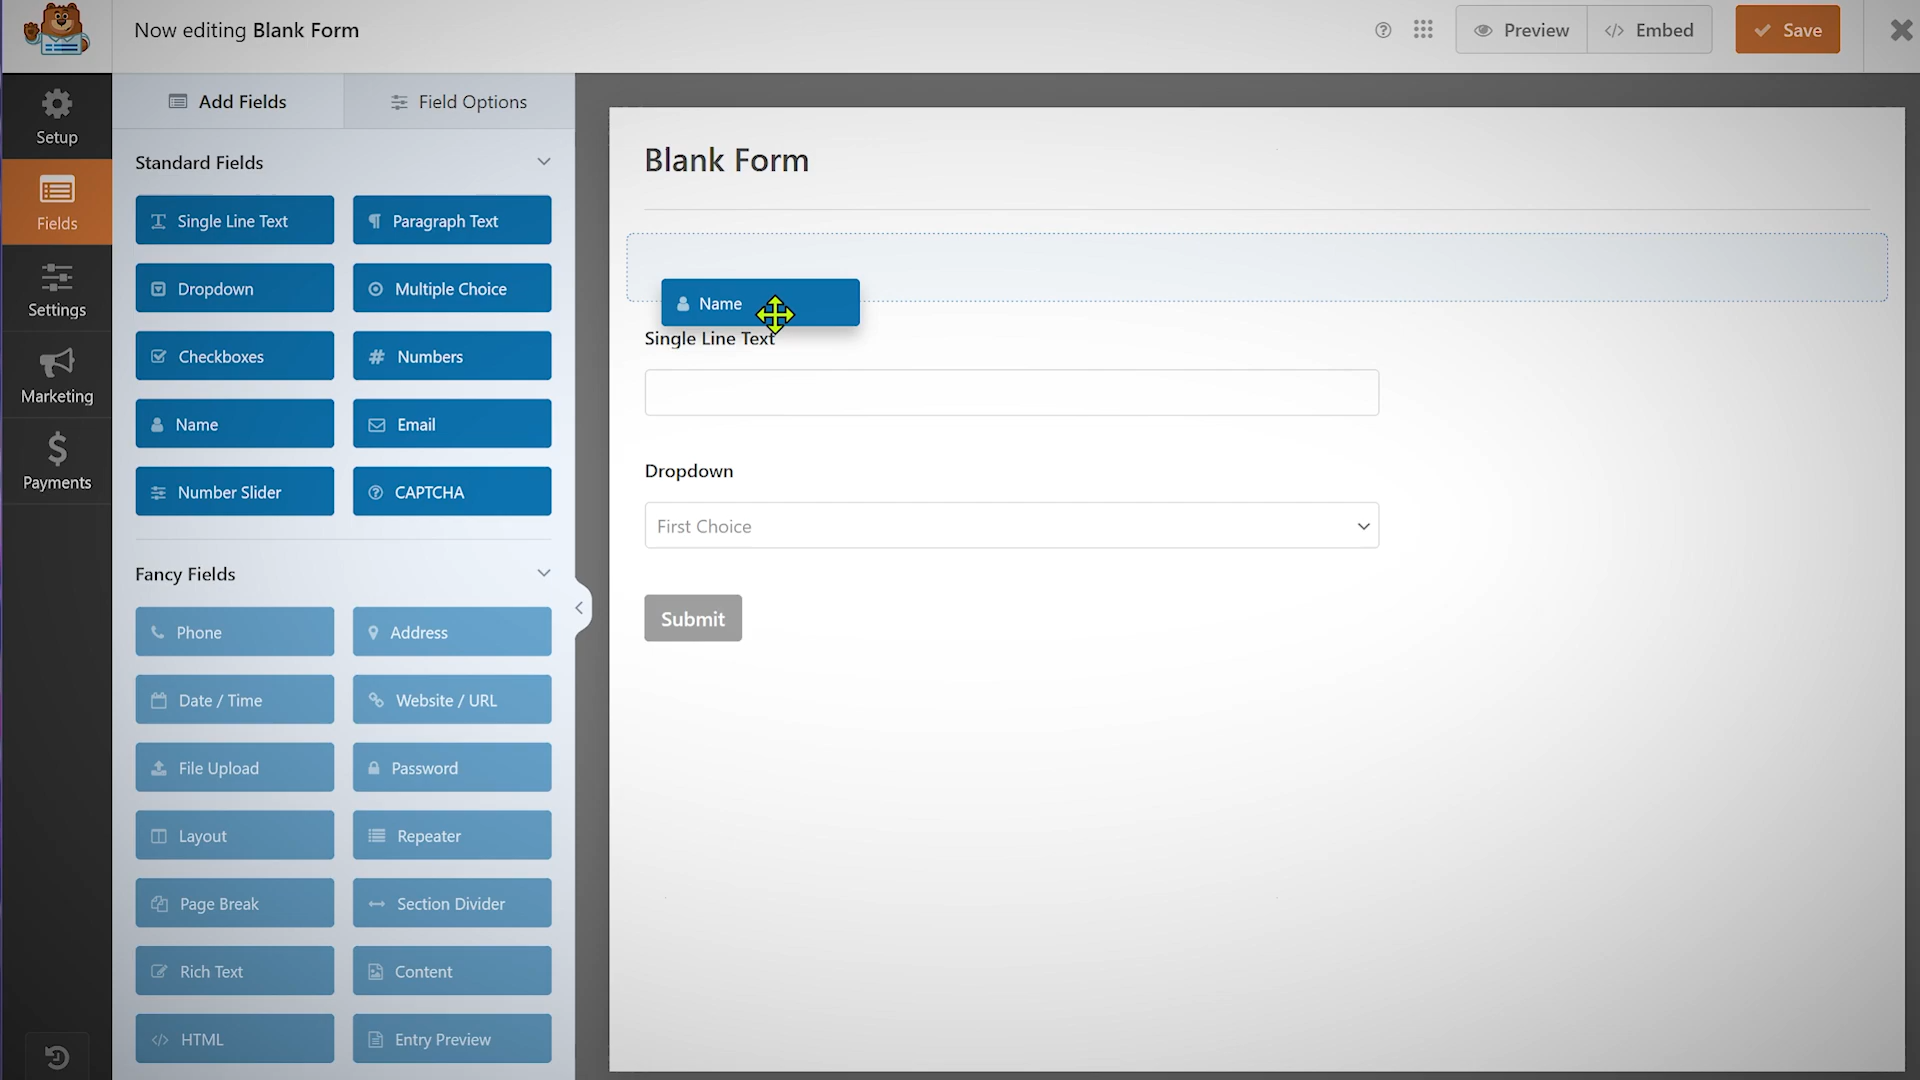 Now editing Blank Form
Preview
Embed
Save
Setup
Fields
Settings
Marketing
Payments
Add Fields
Field Options
Standard Fields
Single Line Text
Paragraph Text
Dropdown
Multiple Choice
Checkboxes
Numbers
Name
Email
Number Slider
CAPTCHA
Fancy Fields
Phone
Address
Date / Time
Website / URL
File Upload
Password
Layout
Repeater
Page Break
Section Divider
Rich Text
Content
HTML
Entry Preview
Blank Form
Name
Single Line Text
Dropdown
First Choice
Submit